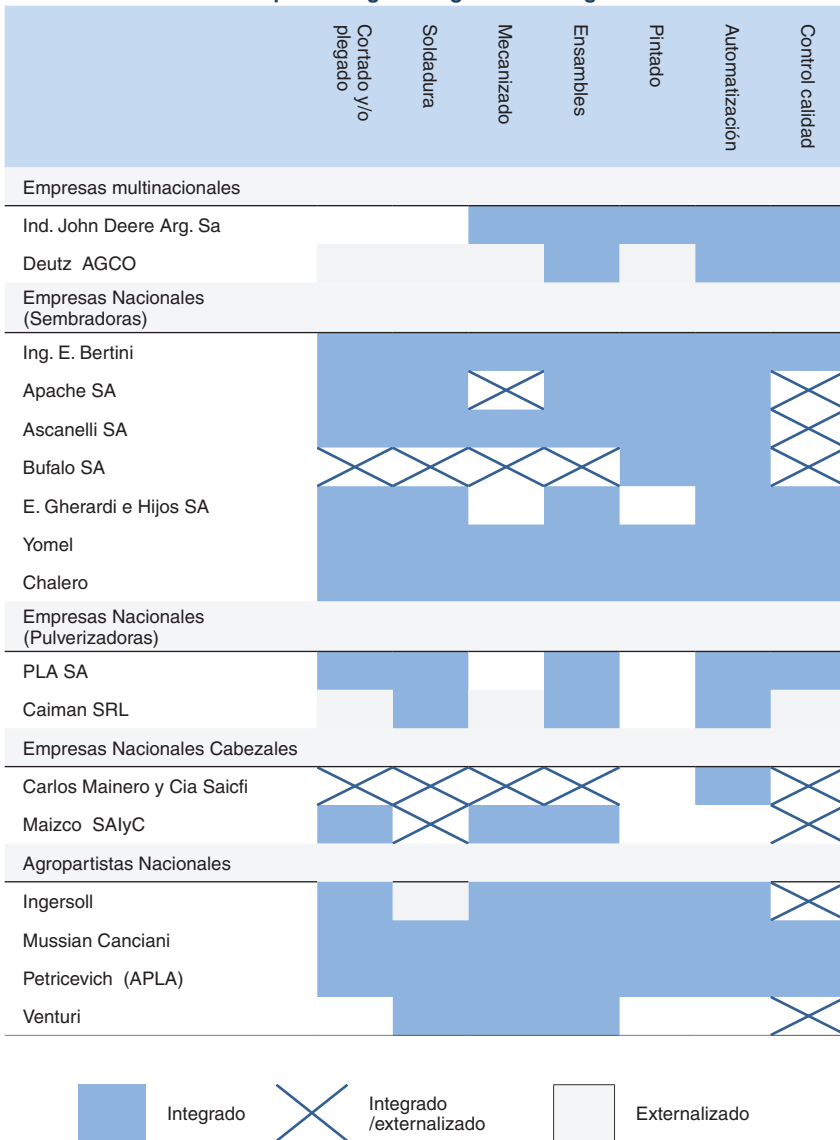 Cortado y/o
plegado
Soldadura
Mecanizado
Ensambles
Pintado
Automatización
Control calidad
Empresas multinacionales
Ind. John Deere Arg. Sa
Deutz AGCO
Empresas Nacionales
(Sembradoras)
Ing. E. Bertini
Apache SA
Ascanelli SA
Bufalo SA
E. Gherardi e Hijos SA
Yomel
Chalero
Empresas Nacionales
(Pulverizadoras)
PLA SA
Caiman SRL
Empresas Nacionales Cabezales
Carlos Mainero y Cia Saicfi
Maizco SAIyC
Agropartistas Nacionales
Ingersoll
Mussian Canciani
Petricevich (APLA)
Venturi
Integrado
Integrado
/externalizado
Externalizado